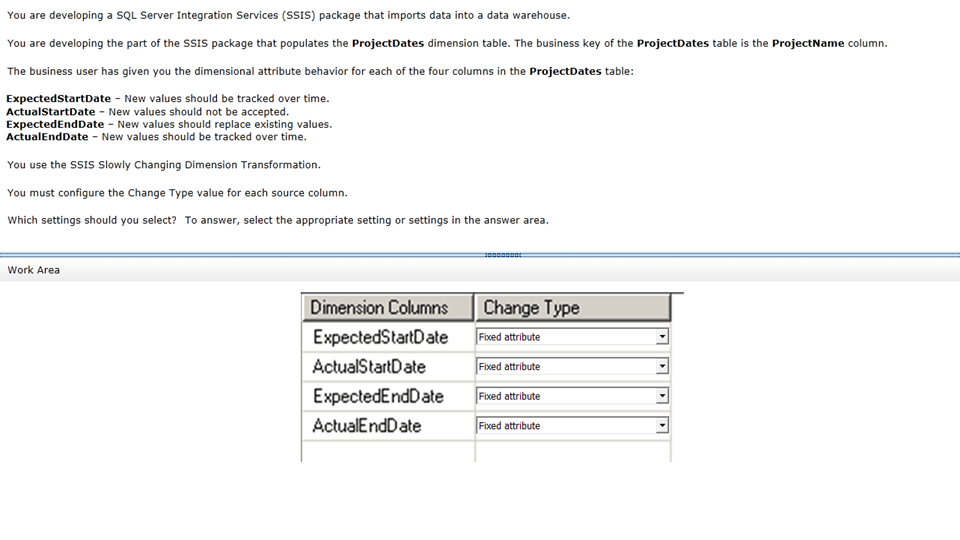 You are developing a SQL Server Integration Services (SSIS) package that imports data into a data warehouse.
You are developing the part of the SSIS package that populates the ProjectDates dimension table. The business key of the ProjectDates table is the ProjectName column.
The business user has given you the dimensional attribute behavior for each of the four columns in the ProjectDates table:
ExpectedStartDate – New values should be tracked over time.
ActualStartDate – New values should not be accepted.
ExpectedEndDate – New values should replace existing values.
ActualEndDate – New values should be tracked over time.
You use the SSIS Slowly Changing Dimension Transformation.
You must configure the Change Type value for each source column.
Which settings should you select? To answer, select the appropriate setting or settings in the answer area.
Work Area
Dimension Columns Change Type
ExpectedStartDate Fixed attribute
ActualStartDate Fixed attribute
ExpectedEndDate Fixed attribute
ActualEndDate Fixed attribute